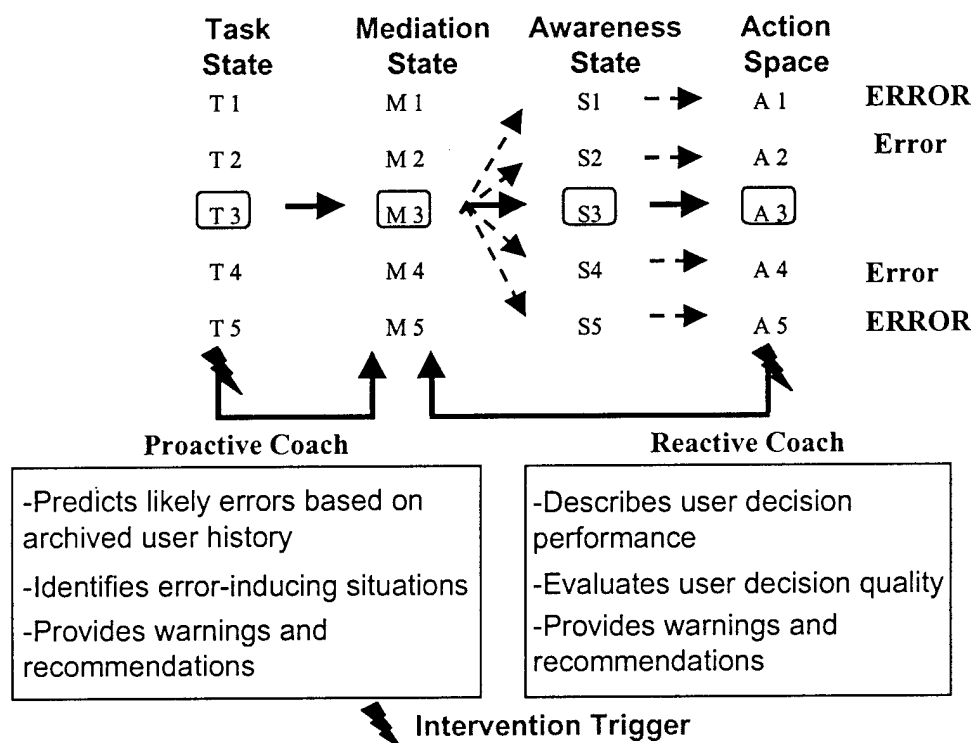 Task Mediation Awareness Action
State State State Space
T 1 M 1 S1 A 1 ERROR
T 2 M 2 S2 A 2 Error
T 3 M 3 S3 A 3
T 4 M 4 S4 A 4 Error
T 5 M 5 S5 A 5 ERROR
Proactive Coach
-Predicts likely errors based on
archived user history
-Identifies error-inducing situations
-Provides warnings and
recommendations
Reactive Coach
-Describes user decision
performance
-Evaluates user decision quality
-Provides warnings and
recommendations
Intervention Trigger